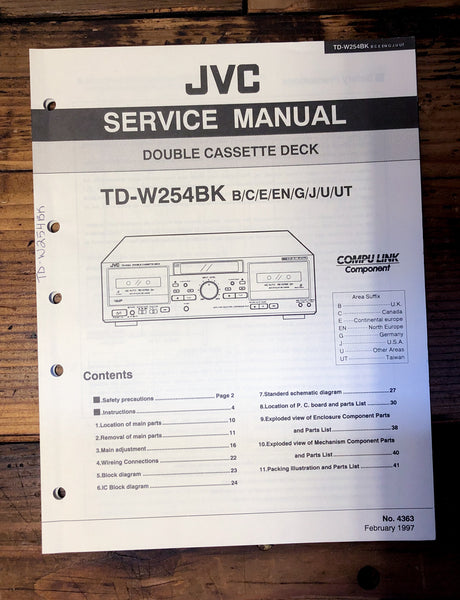 TD-W254BK B/C/E/EN/G/J/U/UT
JVC
SERVICE MANUAL
DOUBLE CASSETTE DECK
TD-W254BK B/C/E/EN/G/J/U/UT
TD-W254BK
JVC
COMPU LINK
Component
Area Suffix
B ............ U.K.
C ............ Canada
E ...... Continental europe
EN ............ North Europe
G ............ Germany
J ............ U.S.A.
U ............ Other Areas
UT ............ Taiwan
Contents
Safety precautions Page 2
Instructions 4
1.Location of main parts 10
2.Removal of main parts 11
3.Main adjustment 16
4.Wireing Connections 22
5.Block diagram 23
6.IC Block diagram 24
7.Standerd schematic diagram 27
8.Location of P. C. board and parts List 30
9.Exploded view of Enclosure Component Parts
and Parts List 38
10.Exploded view of Mechanism Component Parts
and Parts List 40
11.Packing Illustration and Parts List 41
No. 4363
February 1997